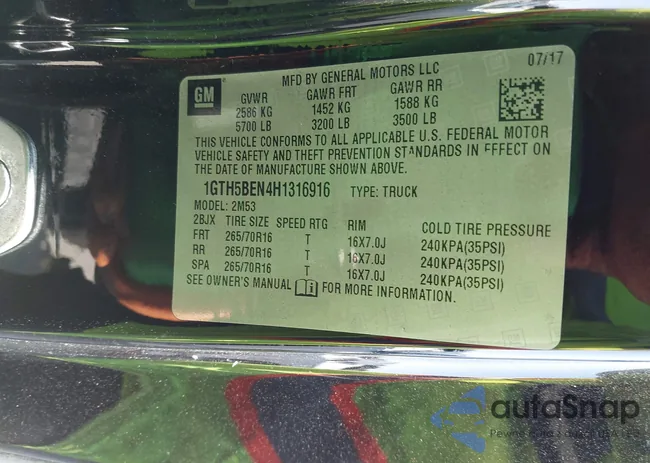 GM
MFD BY GENERAL MOTORS LLC
07/17
GVWR GAWR FRT GAWR RR
2586 KG 1452 KG 1588 KG
5700 LB 3200 LB 3500 LB
THIS VEHICLE CONFORMS TO ALL APPLICABLE U.S. FEDERAL MOTOR
VEHICLE SAFETY AND THEFT PREVENTION STANDARDS IN EFFECT ON
THE DATE OF MANUFACTURE SHOWN ABOVE.
1GTH5BEN4H1316916 TYPE: TRUCK
MODEL: 2M53
2BJX TIRE SIZE SPEED RTG RIM COLD TIRE PRESSURE
FRT 265/70R16 T 16X7.0J 240KPA(35PSI)
RR 265/70R16 T 16X7.0J 240KPA(35PSI)
SPA 265/70R16 T 16X7.0J 240KPA(35PSI)
SEE OWNER'S MANUAL FOR MORE INFORMATION.
autoSnap